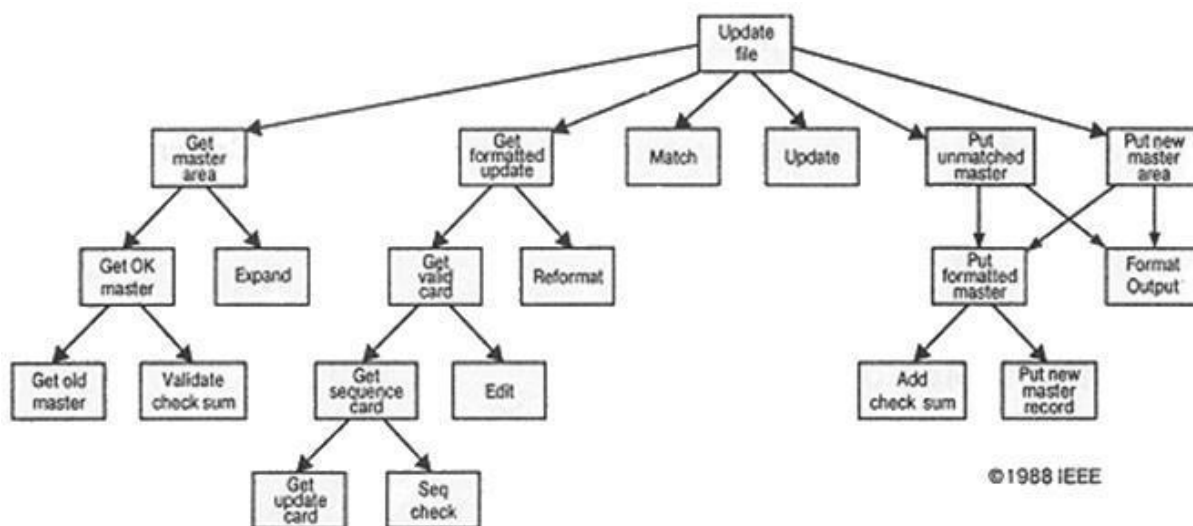 Update
file
Get
master
area
Get
formatted
update
Match
Update
Put
unmatched
master
Put new
master area
Get OK
master
Expand
Get
valid
card
Reformat
Put
formatted
master
Format
Output
Get old
master
Validate
check sum
Get
sequence
card
Edit
Add
check sum
Put new
master
record
Get
update
card
Seq
check
©1988 IEEE